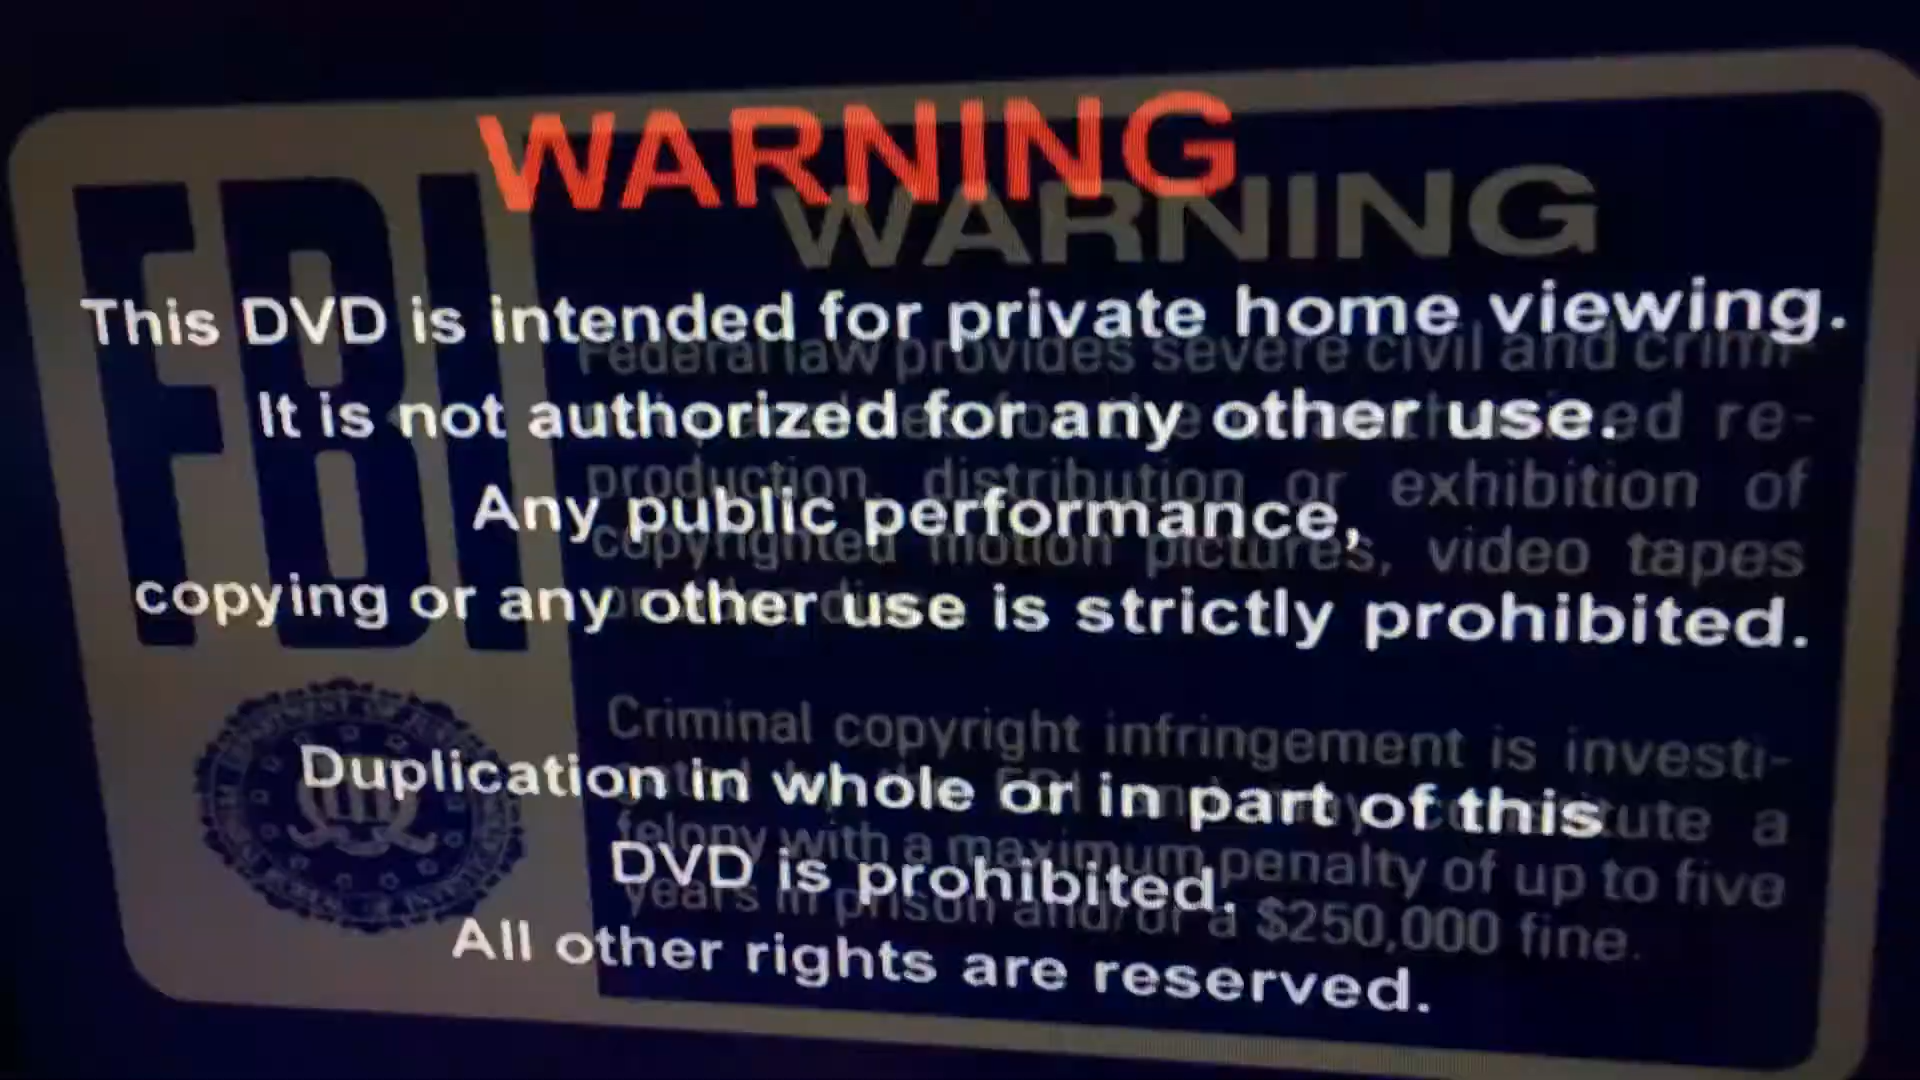 WARNING
This DVD is intended for private home viewing.
It is not authorized for any other use.
Any public performance,
copying or any other use is strictly prohibited.
Duplication in whole or in part of this
DVD is prohibited.
All other rights are reserved.
FBI
WARNING
Federal law provides severe civil and crimi-
ed re-
production, distribution or exhibition of
copyrighted motion pictures, video tapes
Criminal copyright infringement is investi-
a
felony with a maximum penalty of up to five
years in prison and/or a $250,000 fine.